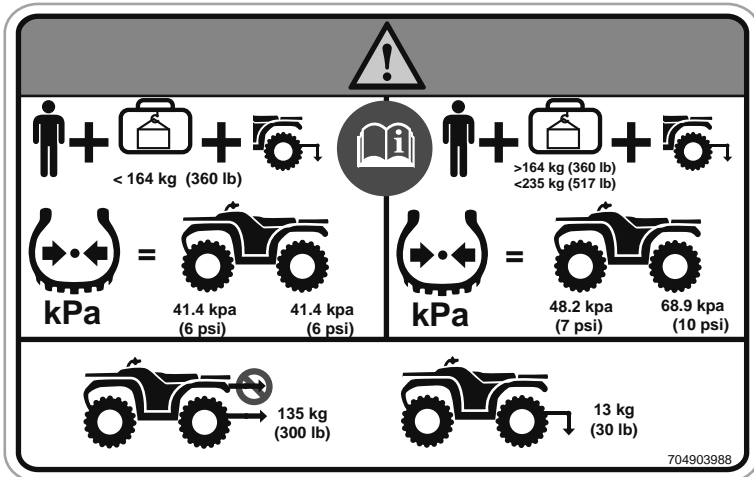 !
i
< 164 kg (360 lb)
>164 kg (360 lb)
<235 kg (517 lb)
kPa
=
41.4 kpa
(6 psi)
41.4 kpa
(6 psi)
kPa
=
48.2 kpa
(7 psi)
68.9 kpa
(10 psi)
135 kg
(300 lb)
13 kg
(30 lb)
704903988